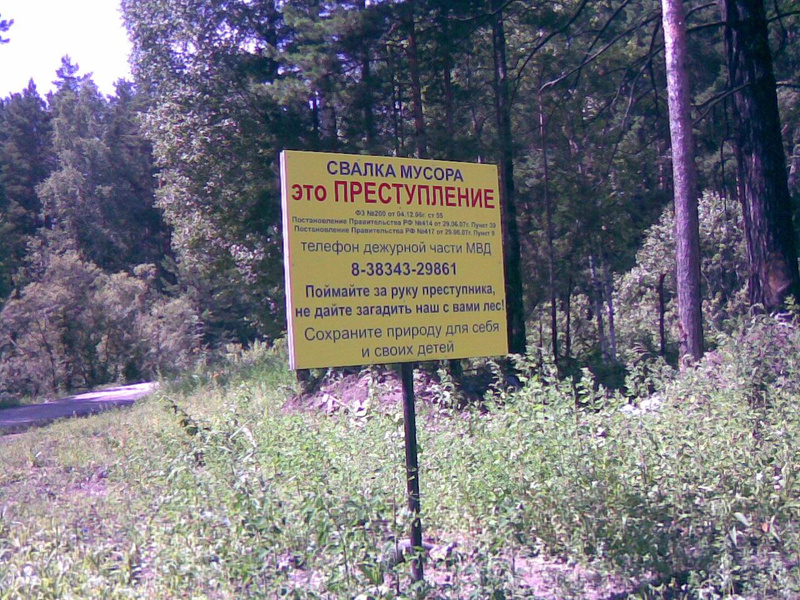 СВАЛКА МУСОРА
это ПРЕСТУПЛЕНИЕ
ФЗ №200 от 04.12.06г. ст 55
Постановление Правительства РФ №414 от 29.06.07г. Пункт 39
Постановление Правительства РФ №417 от 29.06.07г. Пункт 9
телефон дежурной части МВД
8-38343-29861
Поймайте за руку преступника,
не дайте загадить наш с вами лес!
Сохраните природу для себя
и своих детей